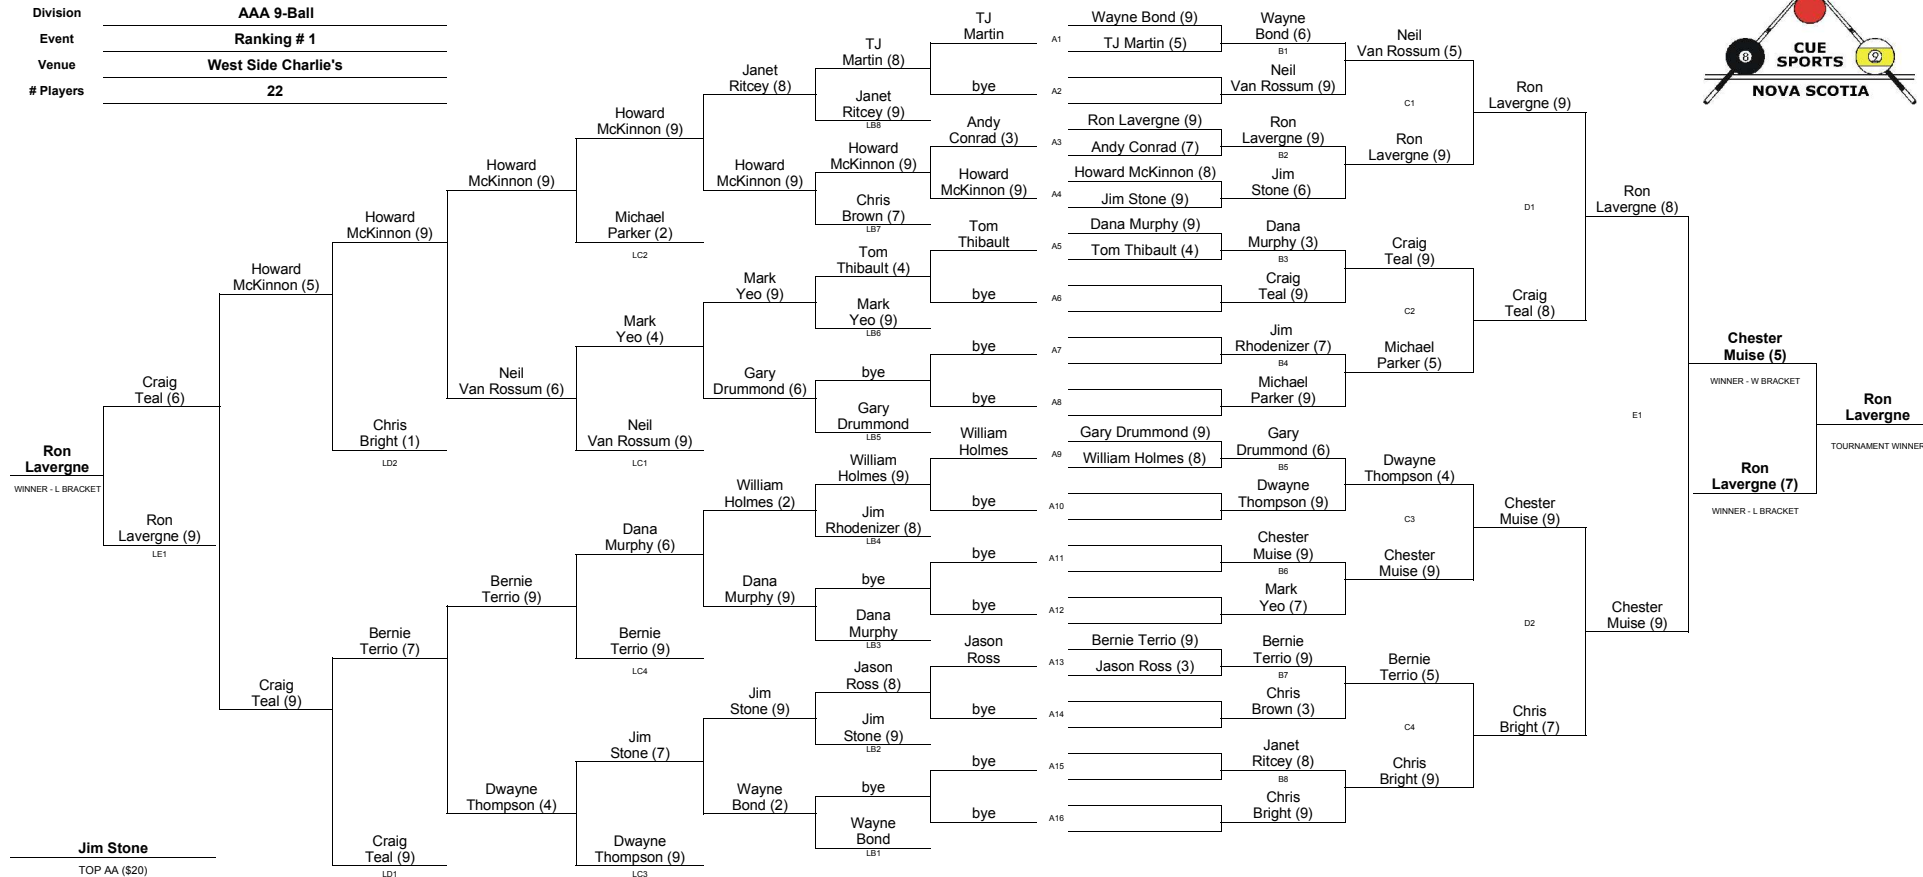 Division AAA 9-Ball
Event Ranking # 1
Venue West Side Charlie's
# Players 22
8
9
CUE
SPORTS
NOVA SCOTIA
Ron
Lavergne
WINNER - L BRACKET
Craig
Teal (6)
Ron
Lavergne (9)
LE1
Howard
McKinnon (5)
Craig
Teal (9)
Howard
McKinnon (9)
Chris
Bright (1)
LD2
Bernie
Terrio (7)
Craig
Teal (9)
LD1
Howard
McKinnon (9)
Neil
Van Rossum (6)
Bernie
Terrio (9)
Dwayne
Thompson (4)
Howard
McKinnon (9)
Michael
Parker (2)
LC2
Mark
Yeo (4)
Neil
Van Rossum (9)
LC1
Dana
Murphy (6)
Bernie
Terrio (9)
LC4
Jim
Stone (7)
Dwayne
Thompson (9)
LC3
Janet
Ritcey (8)
Howard
McKinnon (9)
Mark
Yeo (9)
Gary
Drummond (6)
William
Holmes (2)
Dana
Murphy (9)
Jim
Stone (9)
Wayne
Bond (2)
TJ
Martin (8)
Janet
Ritcey (9)
LB8
Howard
McKinnon (9)
Chris
Brown (7)
LB7
Tom
Thibault (4)
Mark
Yeo (9)
LB6
bye
Gary
Drummond
LB5
William
Holmes (9)
Jim
Rhodenizer (8)
LB4
bye
Dana
Murphy
LB3
Jason
Ross (8)
Jim
Stone (9)
LB2
bye
Wayne
Bond
LB1
TJ
Martin
bye
Andy
Conrad (3)
Howard
McKinnon (9)
Tom
Thibault
bye
bye
bye
William
Holmes
bye
bye
bye
Jason
Ross
bye
bye
bye
A1
Wayne Bond (9)
TJ Martin (5)
A2
A3
Ron Lavergne (9)
Andy Conrad (7)
A4
Howard McKinnon (8)
Jim Stone (9)
A5
Dana Murphy (9)
Tom Thibault (4)
A6
A7
A8
A9
Gary Drummond (9)
William Holmes (8)
A10
A11
A12
A13
Bernie Terrio (9)
Jason Ross (3)
A14
A15
A16
Wayne
Bond (6)
B1
Neil
Van Rossum (9)
Ron
Lavergne (9)
B2
Jim
Stone (6)
Dana
Murphy (3)
B3
Craig
Teal (9)
Jim
Rhodenizer (7)
B4
Michael
Parker (9)
Gary
Drummond (6)
B5
Dwayne
Thompson (9)
Chester
Muise (9)
B6
Mark
Yeo (7)
Bernie
Terrio (9)
B7
Chris
Brown (3)
Janet
Ritcey (8)
B8
Chris
Bright (9)
Neil
Van Rossum (5)
C1
Ron
Lavergne (9)
Craig
Teal (9)
C2
Michael
Parker (5)
Dwayne
Thompson (4)
C3
Chester
Muise (9)
Bernie
Terrio (5)
C4
Chris
Bright (9)
Ron
Lavergne (9)
D1
Craig
Teal (8)
Chester
Muise (9)
D2
Chris
Bright (7)
Ron
Lavergne (8)
E1
Chester
Muise (9)
Chester
Muise (5)
WINNER - W BRACKET
Ron
Lavergne (7)
WINNER - L BRACKET
Ron
Lavergne
TOURNAMENT WINNER
Jim Stone
TOP AA ($20)